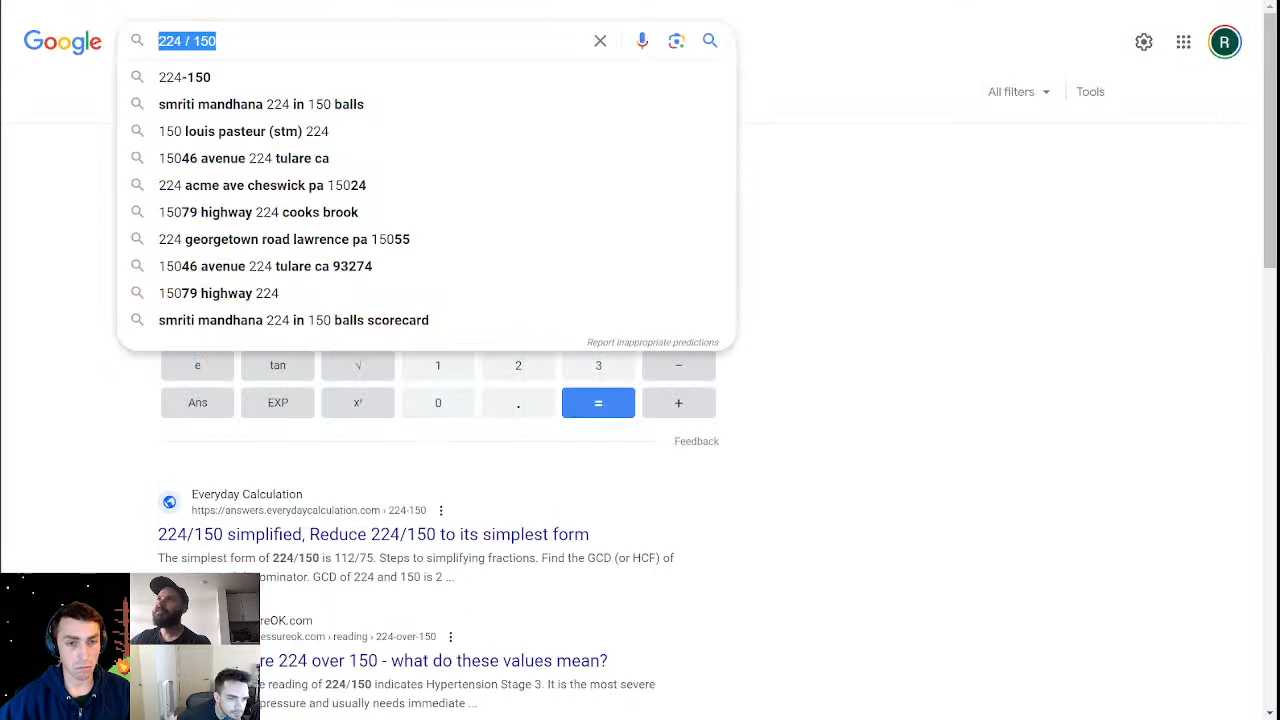 Google
224 / 150
R
224-150
smriti mandhana 224 in 150 balls
150 louis pasteur (stm) 224
15046 avenue 224 tulare ca
224 acme ave cheswick pa 15024
15079 highway 224 cooks brook
224 georgetown road lawrence pa 15055
15046 avenue 224 tulare ca 93274
15079 highway 224
smriti mandhana 224 in 150 balls scorecard
Report inappropriate predictions
All filters
Tools
e tan √ 1 2 3 −
Ans EXP 0 . = +
Feedback
Everyday Calculation
https://answers.everydaycalculation.com › 224-150
224/150 simplified, Reduce 224/150 to its simplest form
The simplest form of 224/150 is 112/75. Steps to simplifying fractions. Find the GCD (or HCF) of
ominator. GCD of 224 and 150 is 2 ...
reOK.com
essureok.com › reading › 224-over-150
re 224 over 150 - what do these values mean?
e reading of 224/150 indicates Hypertension Stage 3. It is the most severe
pressure and usually needs immediate ...